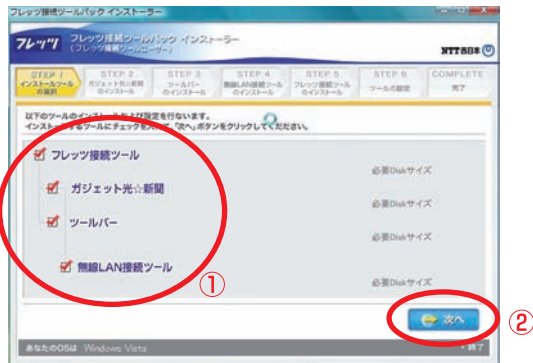 フレッツ接続ツールパック インストーラー
フレッツ フレッツ接続ツールパック インストーラー
(フレッツ接続ツールユーザー)
NTT西日本
STEP 1 STEP 2 STEP 3 STEP 4 STEP 5 STEP 6 COMPLETE
インストールツールの選択 ガジェット光☆新聞のインストール ツールバーのインストール 無線LAN接続ツールのインストール フレッツ接続ツールのインストール ツールの設定 完了
以下のツールのインストールおよび設定を行ないます。
インストールするツールにチェックを入れて、「次へ」ボタンをクリックしてください。
フレッツ接続ツール
必要Diskサイズ
ガジェット光☆新聞
必要Diskサイズ
ツールバー
必要Diskサイズ
無線LAN接続ツール
必要Diskサイズ
①
次へ
②
あなたのOSは Windows Vista
終了